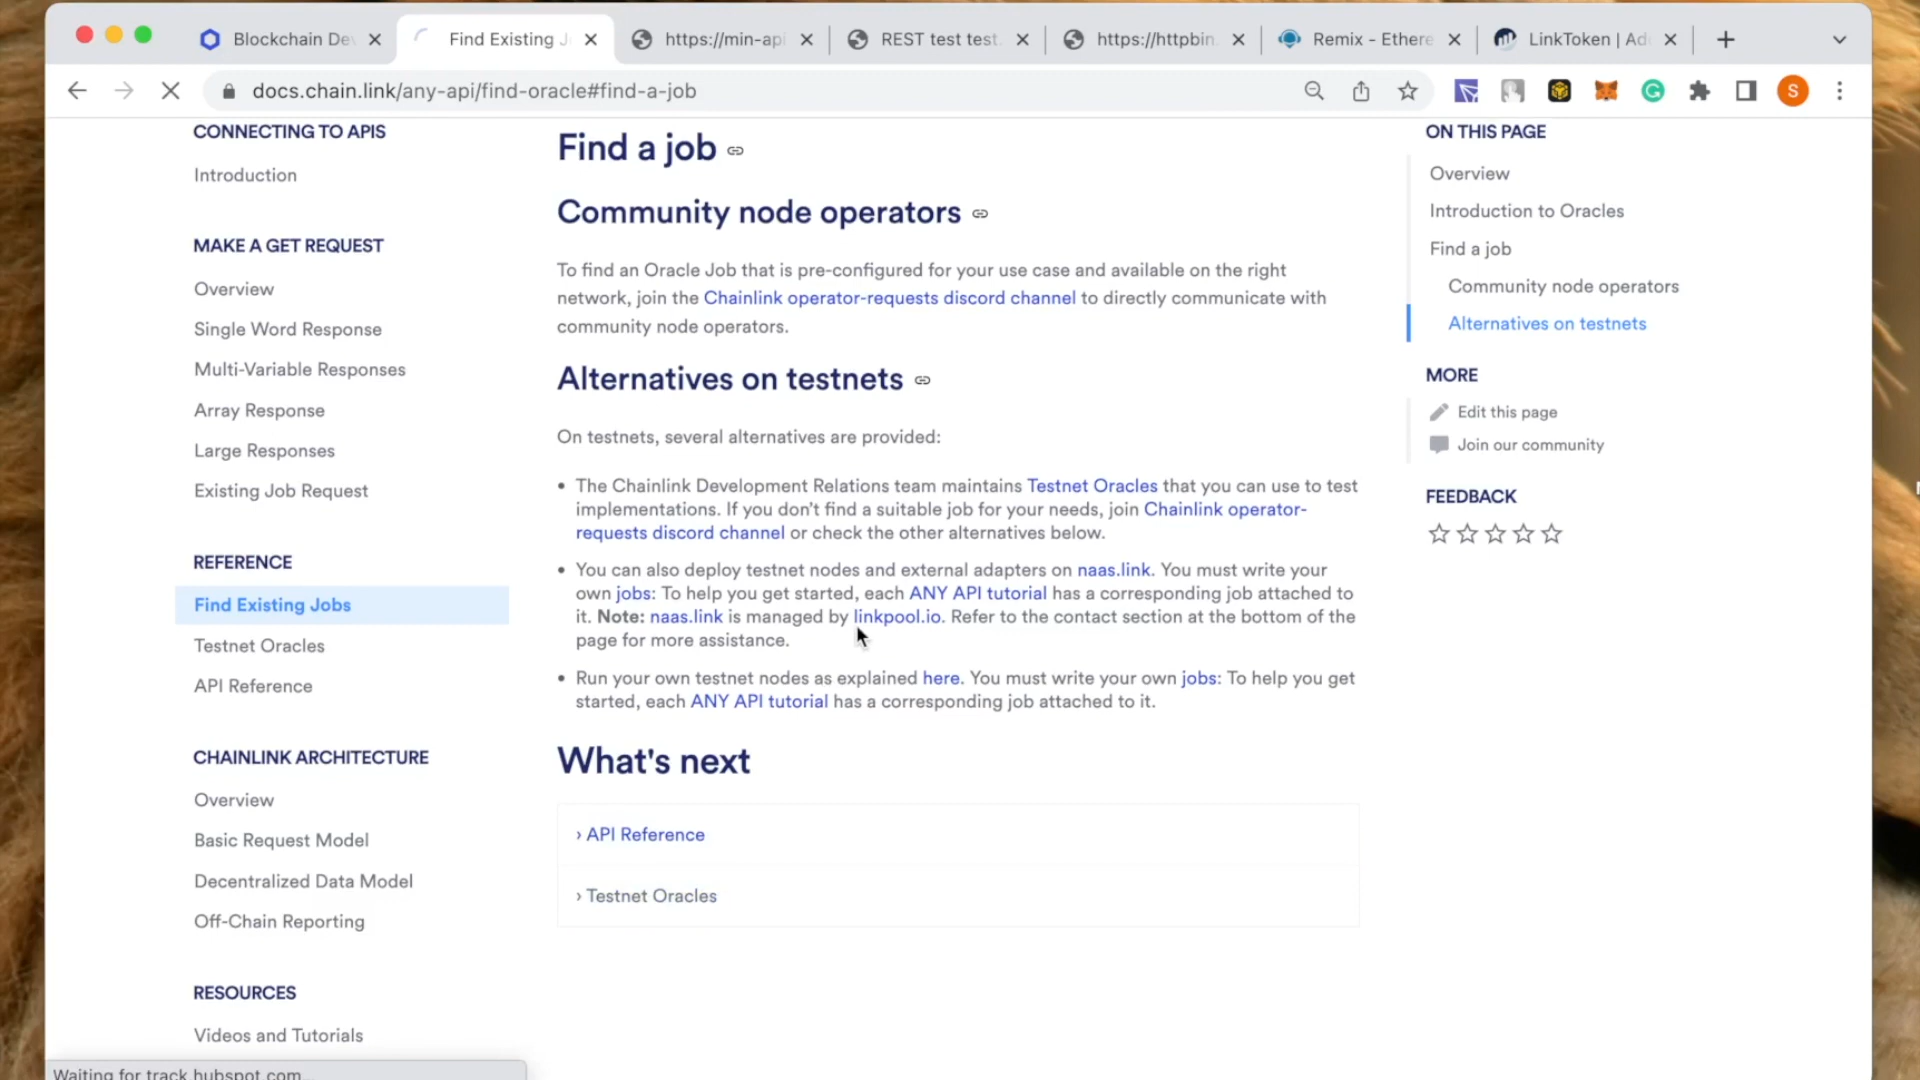 Blockchain De
Find Existing J
https://min-api
REST test test.
https://httpbin.
Remix - Ethere
LinkToken | Ad
docs.chain.link/any-api/find-oracle#find-a-job
S
CONNECTING TO APIS
Introduction
MAKE A GET REQUEST
Overview
Single Word Response
Multi-Variable Responses
Array Response
Large Responses
Existing Job Request
REFERENCE
Find Existing Jobs
Testnet Oracles
API Reference
CHAINLINK ARCHITECTURE
Overview
Basic Request Model
Decentralized Data Model
Off-Chain Reporting
RESOURCES
Videos and Tutorials
Find a job
Community node operators
To find an Oracle Job that is pre-configured for your use case and available on the right
network, join the Chainlink operator-requests discord channel to directly communicate with
community node operators.
Alternatives on testnets
On testnets, several alternatives are provided:
• The Chainlink Development Relations team maintains Testnet Oracles that you can use to test
implementations. If you don't find a suitable job for your needs, join Chainlink operator-
requests discord channel or check the other alternatives below.
• You can also deploy testnet nodes and external adapters on naas.link. You must write your
own jobs: To help you get started, each ANY API tutorial has a corresponding job attached to
it. Note: naas.link is managed by linkpool.io. Refer to the contact section at the bottom of the
page for more assistance.
• Run your own testnet nodes as explained here. You must write your own jobs: To help you get
started, each ANY API tutorial has a corresponding job attached to it.
What's next
› API Reference
› Testnet Oracles
ON THIS PAGE
Overview
Introduction to Oracles
Find a job
Community node operators
Alternatives on testnets
MORE
Edit this page
Join our community
FEEDBACK
Waiting for track.hubspot.com...